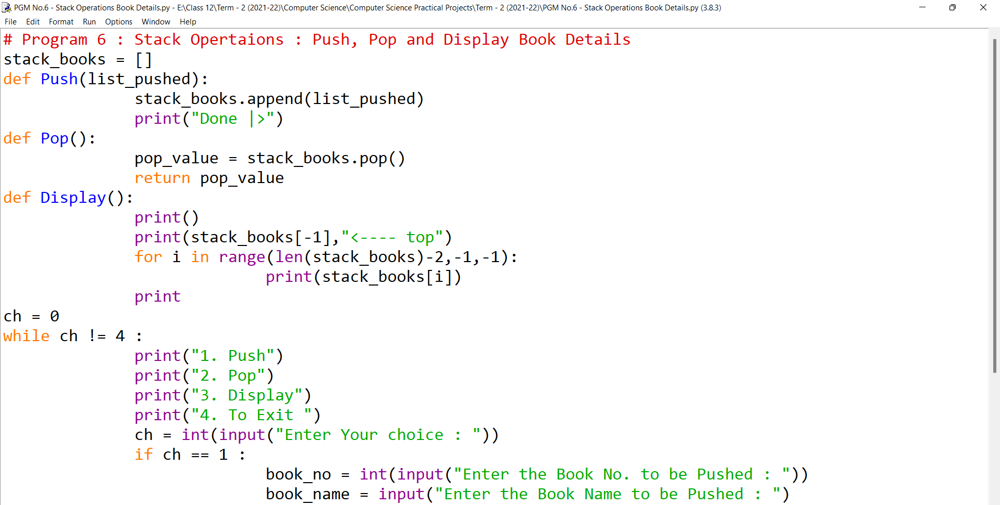 PGM No.6 - Stack Operations Book Details.py - E:\Class 12\Term - 2 (2021-22)\Computer Science\Computer Science Practical Projects\Term - 2 (2021-22)\PGM No.6 - Stack Operations Book Details.py (3.8.3)
File Edit Format Run Options Window Help
# Program 6 : Stack Opertaions : Push, Pop and Display Book Details
stack_books = []
def Push(list_pushed):
stack_books.append(list_pushed)
print("Done |>")
def Pop():
pop_value = stack_books.pop()
return pop_value
def Display():
print()
print(stack_books[-1],"<---- top")
for i in range(len(stack_books)-2,-1,-1):
print(stack_books[i])
print
ch = 0
while ch != 4 :
print("1. Push")
print("2. Pop")
print("3. Display")
print("4. To Exit ")
ch = int(input("Enter Your choice : "))
if ch == 1 :
book_no = int(input("Enter the Book No. to be Pushed : "))
book_name = input("Enter the Book Name to be Pushed : ")